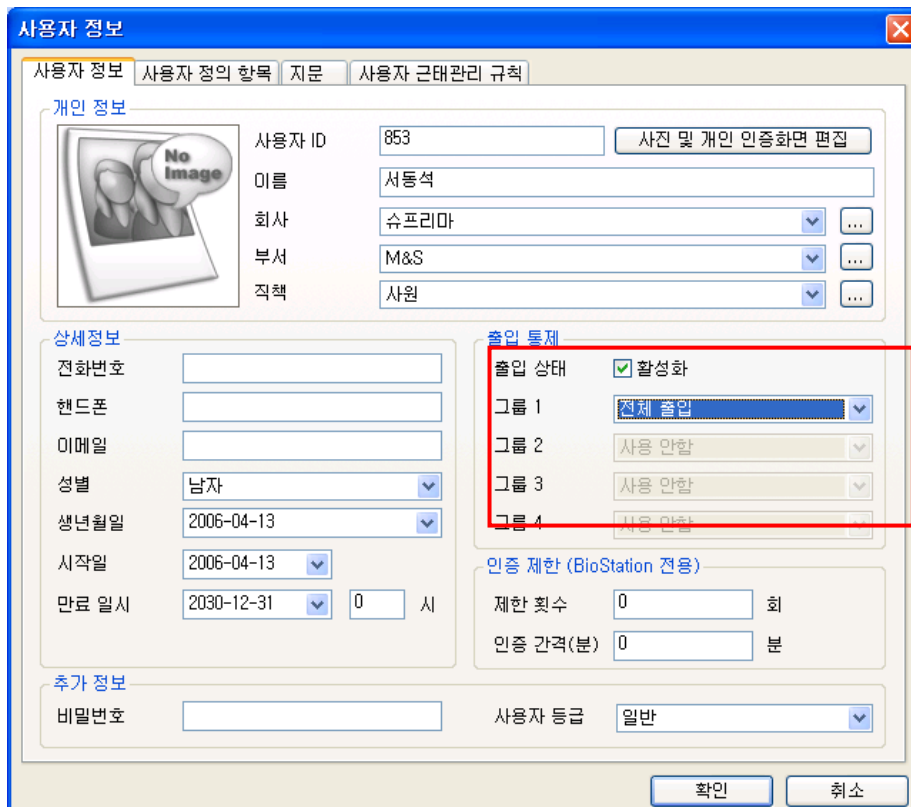 사용자 정보
사용자 정보 사용자 정의 항목 지문 사용자 근태관리 규칙
개인 정보
No Image
사용자 ID 853 사진 및 개인 인증화면 편집
이름 서동석
회사 슈프리마 ...
부서 M&S ...
직책 사원 ...
상세정보
전화번호
핸드폰
이메일
성별 남자
생년월일 2006-04-13
시작일 2006-04-13
만료 일시 2030-12-31 0 시
출입 통제
출입 상태 활성화
그룹 1 전체 출입
그룹 2 사용 안함
그룹 3 사용 안함
그룹 4 사용 안함
인증 제한 (BioStation 전용)
제한 횟수 0 회
인증 간격(분) 0 분
추가 정보
비밀번호 사용자 등급 일반
확인 취소